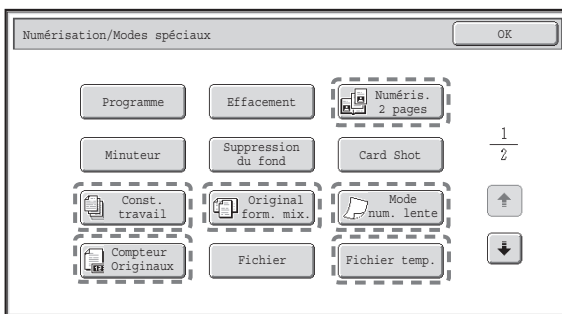 Numérisation/Modes spéciaux
OK
Programme
Effacement
Numéris.
2 pages
Minuteur
Suppression
du fond
Card Shot
1
2
Const.
travail
Original
form. mix.
Mode
num. lente
Compteur
Originaux
Fichier
Fichier temp.